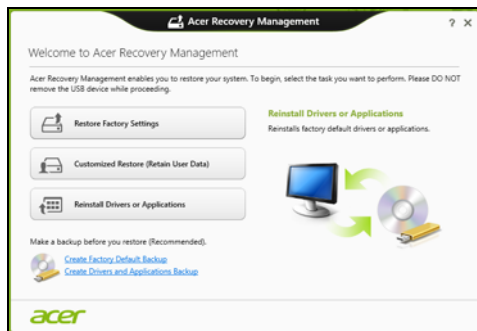 Acer Recovery Management
Welcome to Acer Recovery Management
Acer Recovery Management enables you to restore your system. To begin, select the task you want to perform. Please DO NOT
remove the USB device while proceeding.
Restore Factory Settings
Customized Restore (Retain User Data)
Reinstall Drivers or Applications
Reinstall Drivers or Applications
Reinstalls factory default drivers or applications.
Make a backup before you restore (Recommended).
Create Factory Default Backup
Create Drivers and Applications Backup
acer